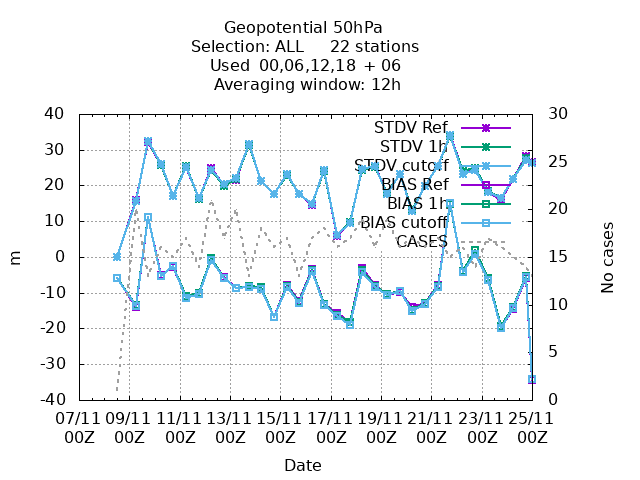 Geopotential 50hPa
Selection: ALL 22 stations
Used 00,06,12,18 + 06
Averaging window: 12h
40 30
30 25
20 20
10
0 15
-10 10
-20
-30 5
-40 0
STDV Ref
STDV 1h
STDV cutoff
BIAS Ref
BIAS 1h
BIAS cutoff
CASES
m
No cases
07/11 09/11 11/11 13/11 15/11 17/11 19/11 21/11 23/11 25/11
00Z 00Z 00Z 00Z 00Z 00Z 00Z 00Z 00Z 00Z
Date